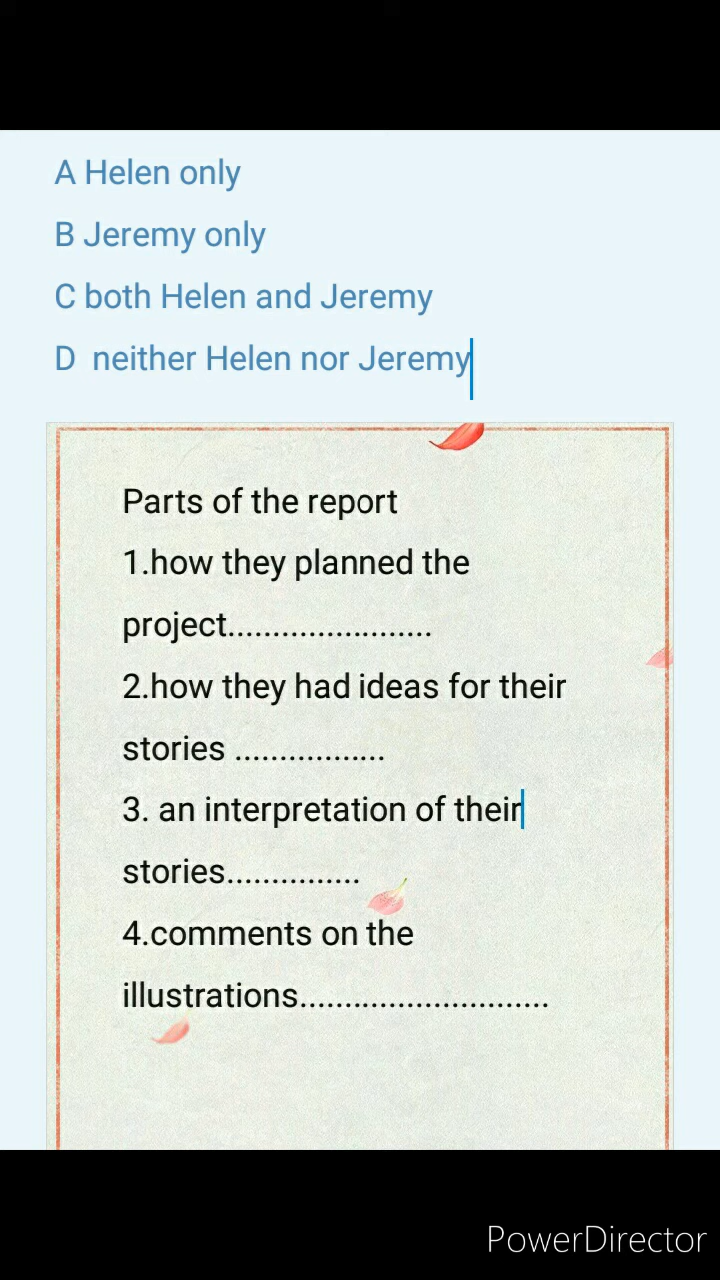 A Helen only
B Jeremy only
C both Helen and Jeremy
D  neither Helen nor Jeremy
Parts of the report
1.how they planned the
project.......................
2.how they had ideas for their
stories .................
3. an interpretation of their
stories...............
4.comments on the
illustrations............................
PowerDirector